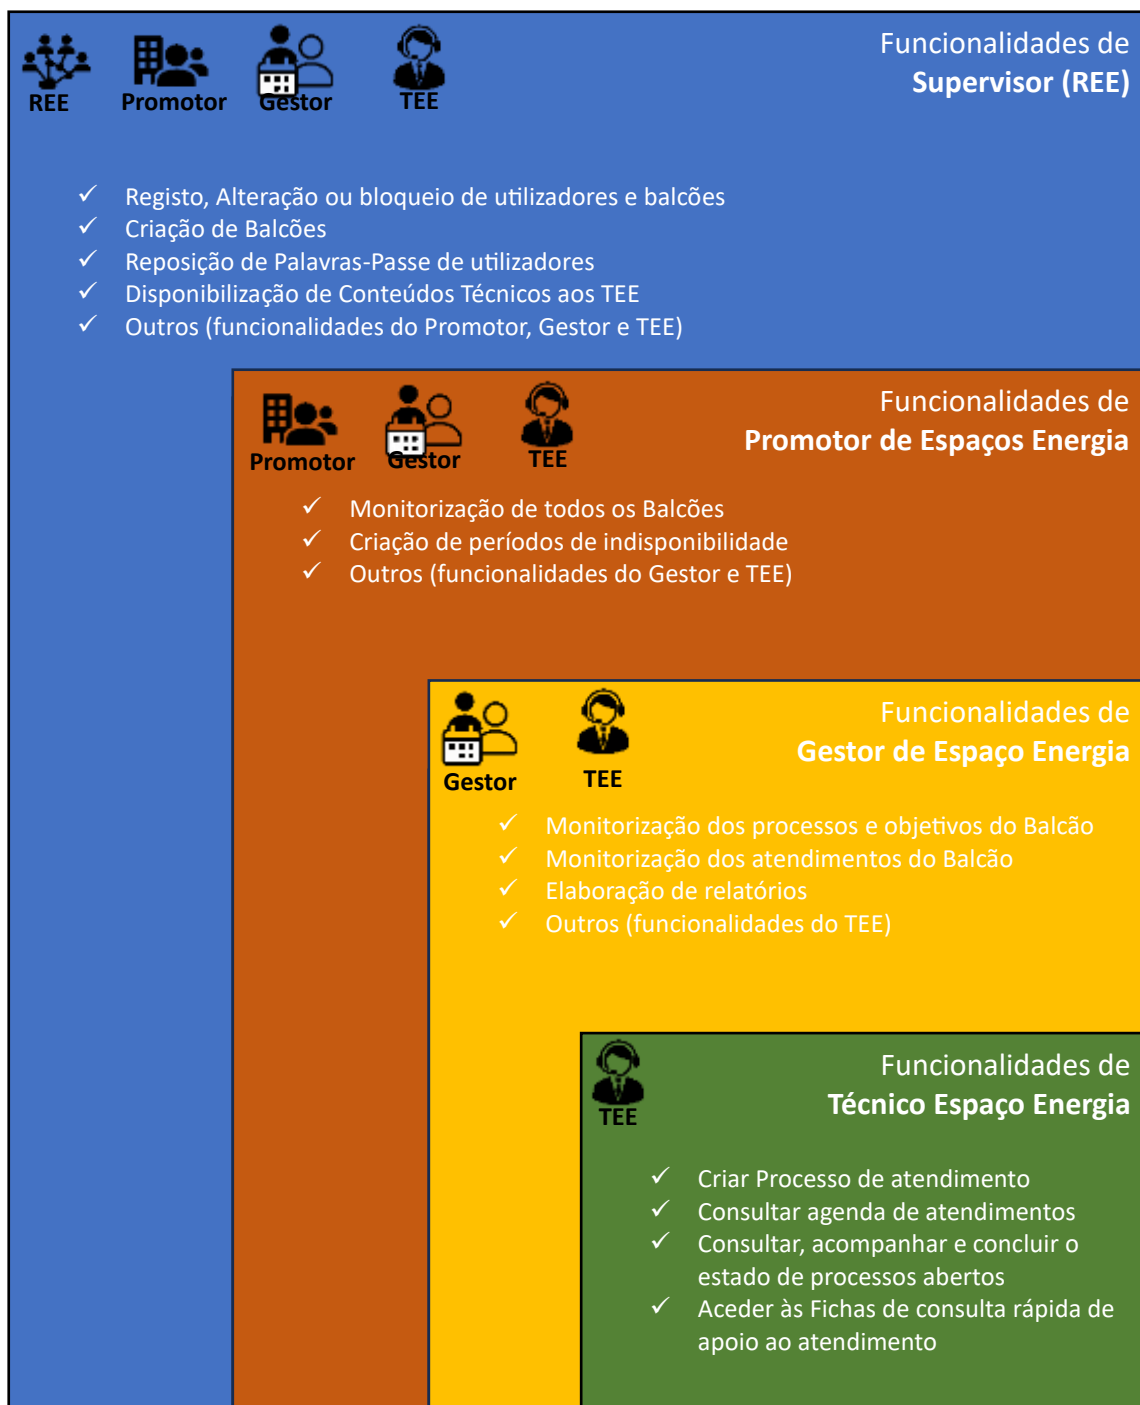 Funcionalidades de
Supervisor (REE)
REE
Promotor
Gestor
TEE
✓ Registo, Alteração ou bloqueio de utilizadores e balcões
✓ Criação de Balcões
✓ Reposição de Palavras-Passe de utilizadores
✓ Disponibilização de Conteúdos Técnicos aos TEE
✓ Outros (funcionalidades do Promotor, Gestor e TEE)
Funcionalidades de
Promotor de Espaços Energia
Promotor
Gestor
TEE
✓ Monitorização de todos os Balcões
✓ Criação de períodos de indisponibilidade
✓ Outros (funcionalidades do Gestor e TEE)
Funcionalidades de
Gestor de Espaço Energia
Gestor
TEE
✓ Monitorização dos processos e objetivos do Balcão
✓ Monitorização dos atendimentos do Balcão
✓ Elaboração de relatórios
✓ Outros (funcionalidades do TEE)
Funcionalidades de
Técnico Espaço Energia
TEE
✓ Criar Processo de atendimento
✓ Consultar agenda de atendimentos
✓ Consultar, acompanhar e concluir o
estado de processos abertos
✓ Aceder às Fichas de consulta rápida de
apoio ao atendimento